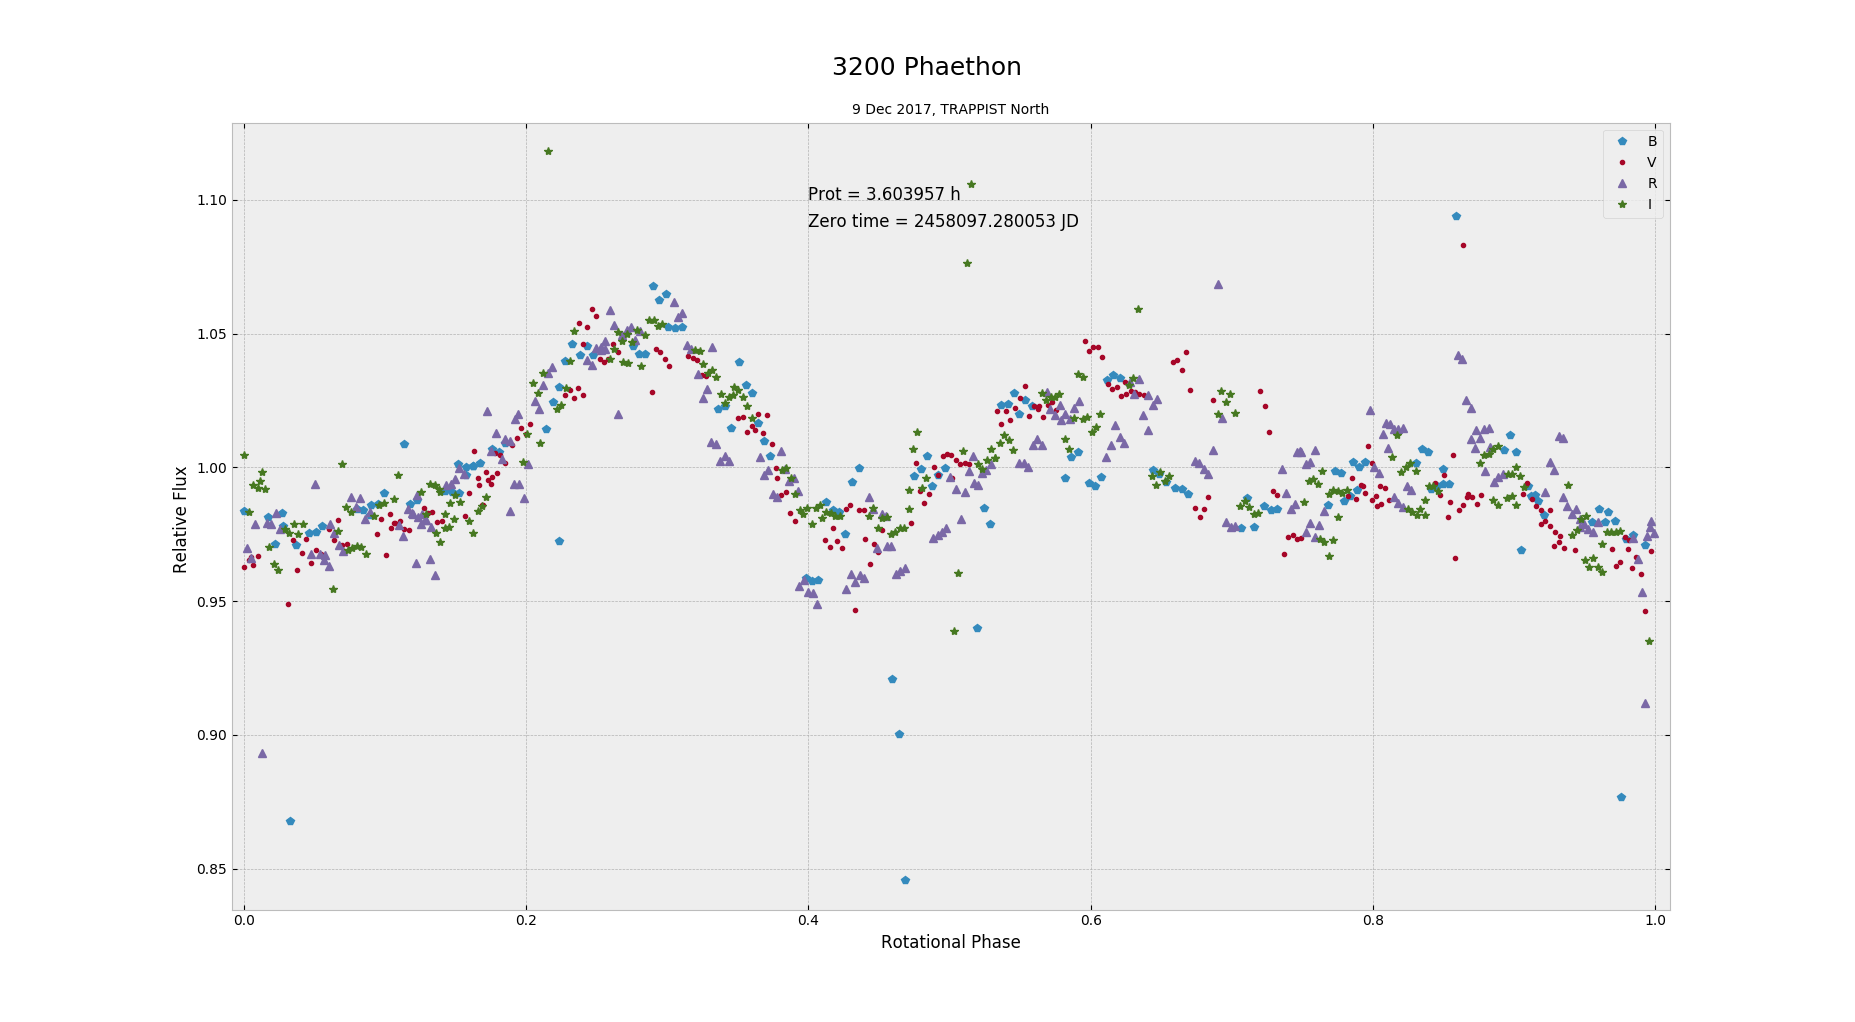 3200 Phaethon
9 Dec 2017, TRAPPIST North
B
V
R
I
Prot = 3.603957 h
Zero time = 2458097.280053 JD
Relative Flux
1.10
1.05
1.00
0.95
0.90
0.85
0.0 0.2 0.4 0.6 0.8 1.0
Rotational Phase